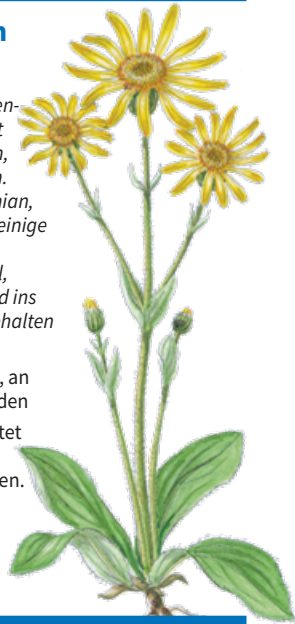 n
en-
t
n,
n.
nian,
einige
l,
d ins
halten
, an
den
tet
en.